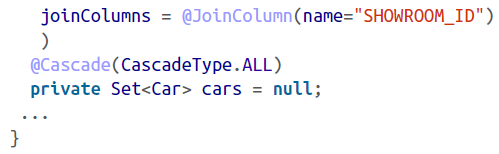 joinColumns = @JoinColumn(name="SHOWROOM_ID")
)
@Cascade(CascadeType.ALL)
private Set<Car> cars = null;
...
}